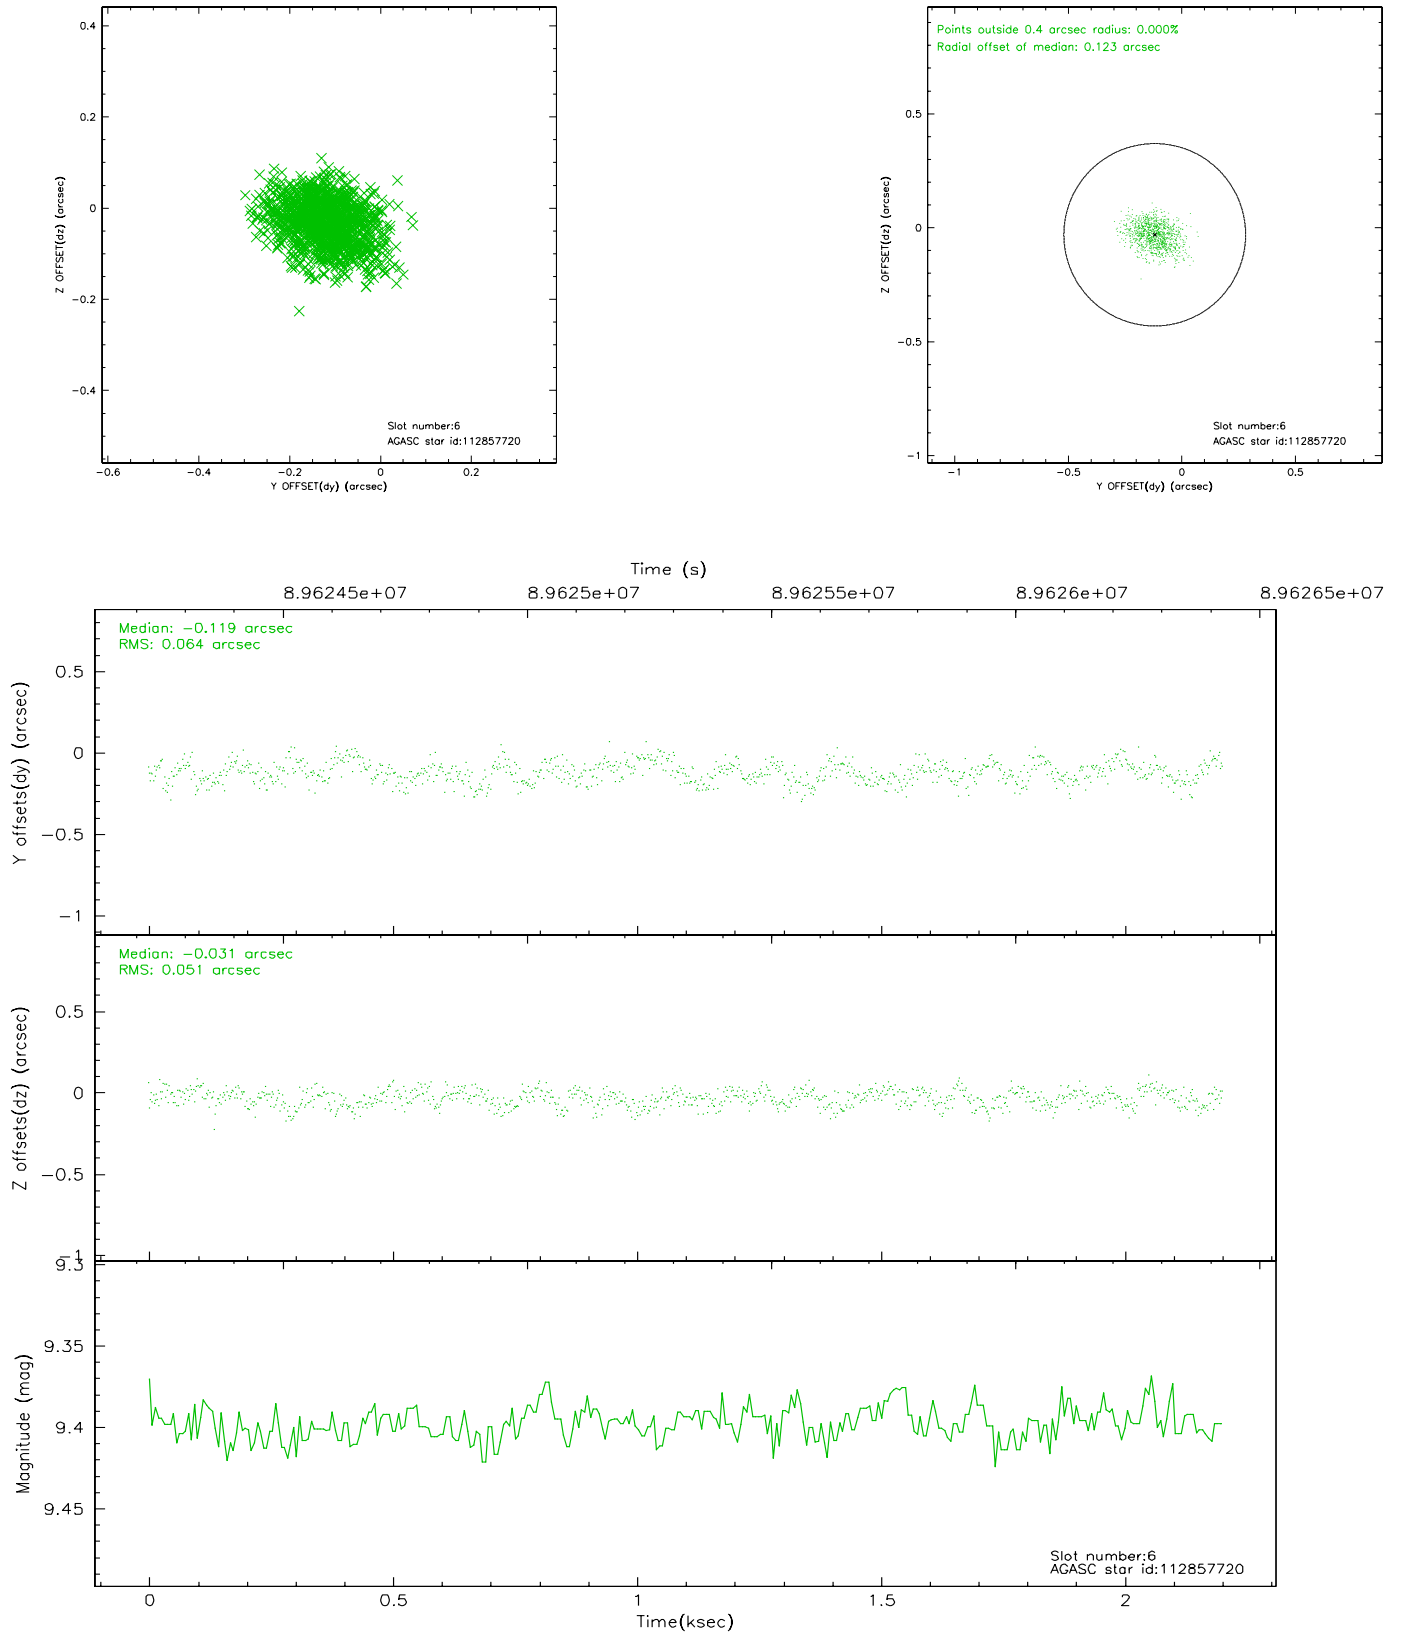 0.4
0.2
0
-0.2
-0.4
Z OFFSET(dz) (arcsec)
Slot number:6
AGASC star id:112857720
-0.6
-0.4
-0.2
0
0.2
Y OFFSET(dy) (arcsec)
Points outside 0.4 arcsec radius: 0.000%
Radial offset of median: 0.123 arcsec
0.5
0
-0.5
-1
Z OFFSET(dz) (arcsec)
Slot number:6
AGASC star id:112857720
-1
-0.5
0
0.5
Y OFFSET(dy) (arcsec)
Time (s)
8.96245e+07
8.9625e+07
8.96255e+07
8.9626e+07
8.96265e+07
Median: -0.119 arcsec
RMS: 0.064 arcsec
0.5
0
-0.5
-1
Y offsets(dy) (arcsec)
Median: -0.031 arcsec
RMS: 0.051 arcsec
0.5
0
-0.5
-1
Z offsets(dz) (arcsec)
9.3
9.35
9.4
9.45
Magnitude (mag)
Slot number:6
AGASC star id:112857720
0
0.5
1
1.5
2
Time(ksec)